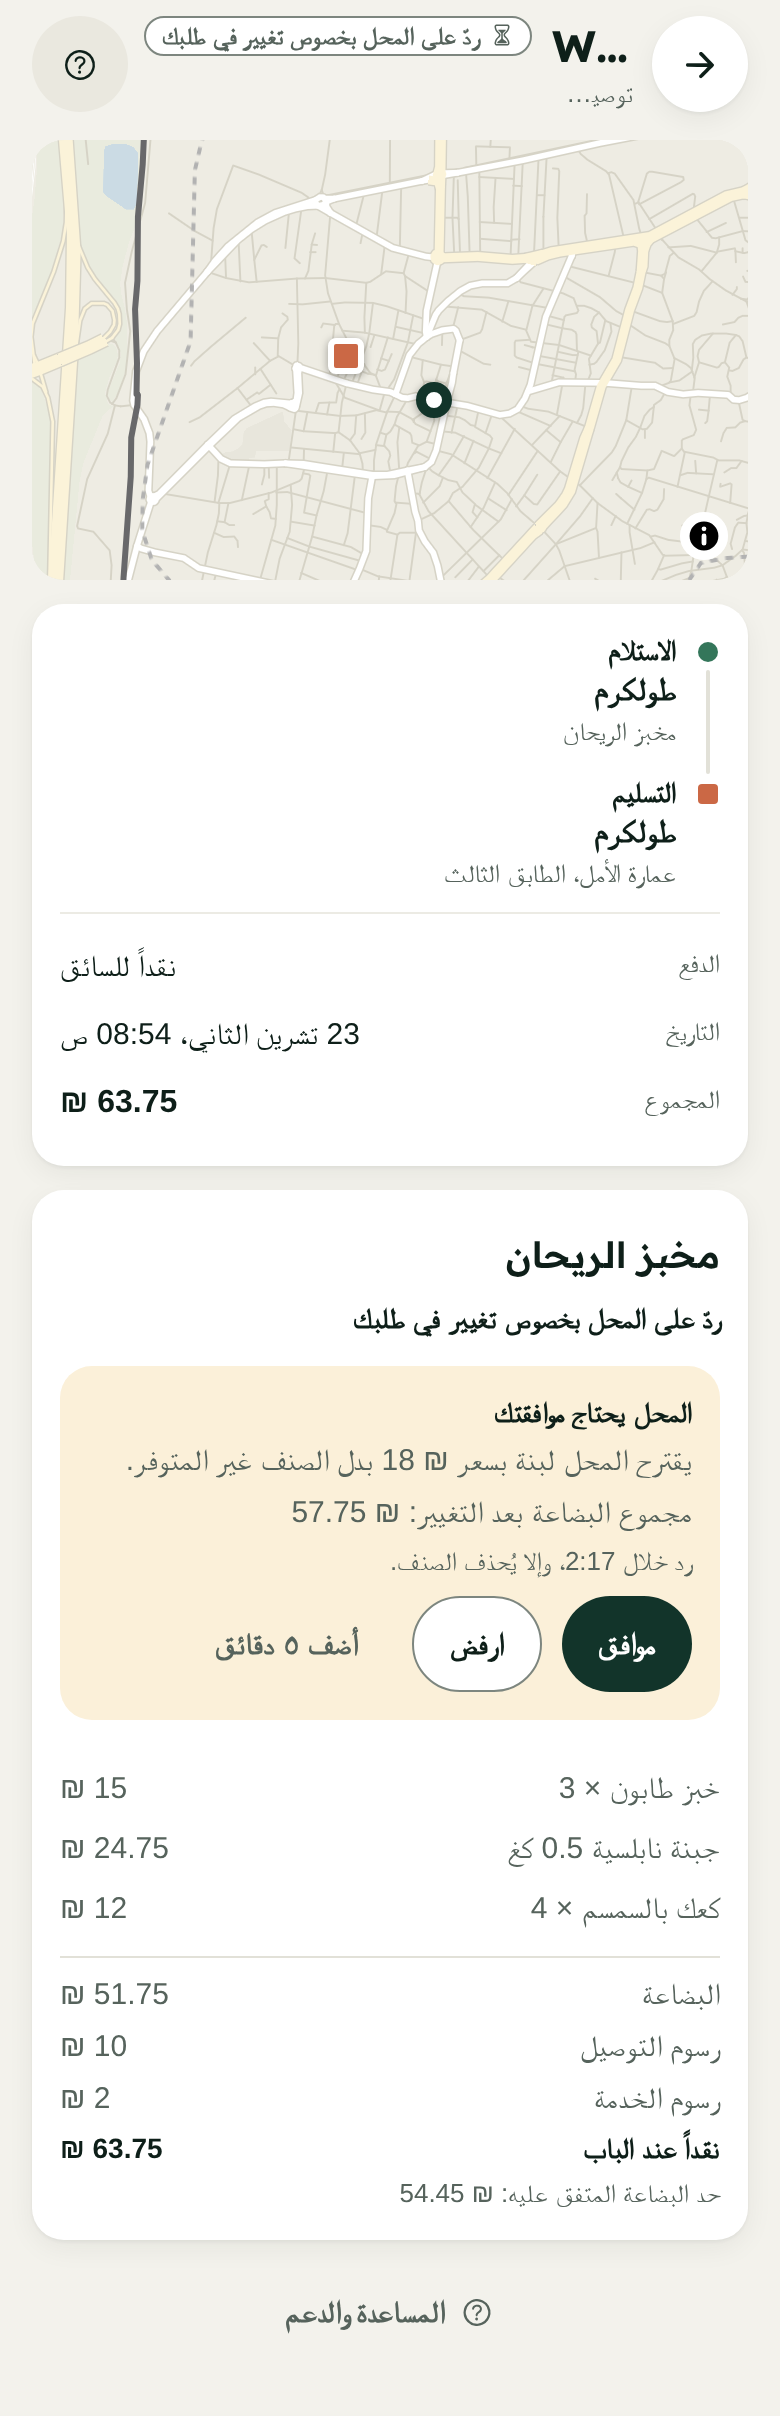 W...
ردّ على المحل بخصوص تغيير في طلبك
توصي...
الاستلام
طولكرم
مخبز الريحان
التسليم
طولكرم
عمارة الأمل، الطابق الثالث
الدفع
نقداً للسائق
التاريخ
23 تشرين الثاني، 08:54 ص
المجموع
63.75 ₪
مخبز الريحان
ردّ على المحل بخصوص تغيير في طلبك
المحل يحتاج موافقتك
يقترح المحل لبنة بسعر ₪ 18 بدل الصنف غير المتوفر.
مجموع البضاعة بعد التغيير: ₪ 57.75
رد خلال 2:17، وإلا يُحذف الصنف.
موافق
ارفض
أضف ٥ دقائق
خبز طابون × 3
15 ₪
جبنة نابلسية 0.5 كغ
24.75 ₪
كعك بالسمسم × 4
12 ₪
البضاعة
51.75 ₪
رسوم التوصيل
10 ₪
رسوم الخدمة
2 ₪
نقداً عند الباب
63.75 ₪
حد البضاعة المتفق عليه: ₪ 54.45
المساعدة والدعم